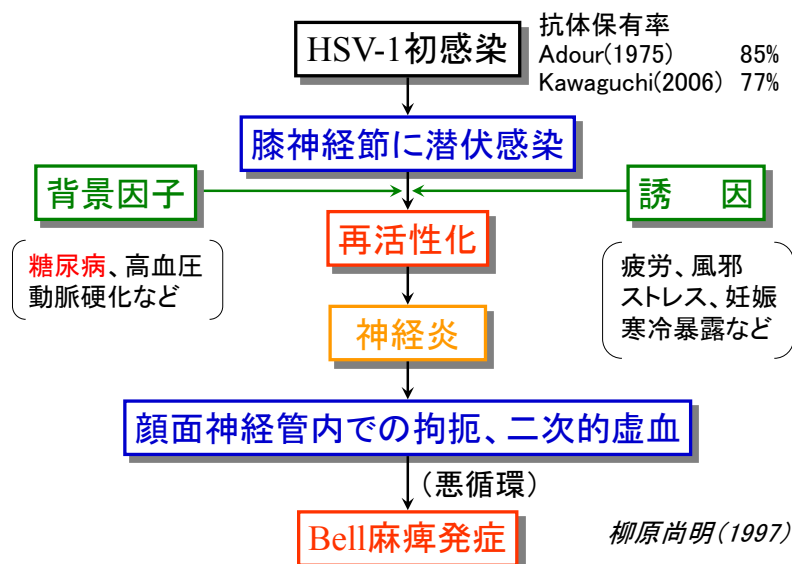 HSV-1初感染
抗体保有率
Adour(1975) 85%
Kawaguchi(2006) 77%
膝神経節に潜伏感染
背景因子
誘 因
再活性化
糖尿病、高血圧
動脈硬化など
疲労、風邪
ストレス、妊娠
寒冷暴露など
神経炎
顔面神経管内での拘扼、二次的虚血
(悪循環)
Bell麻痺発症
柳原尚明(1997)